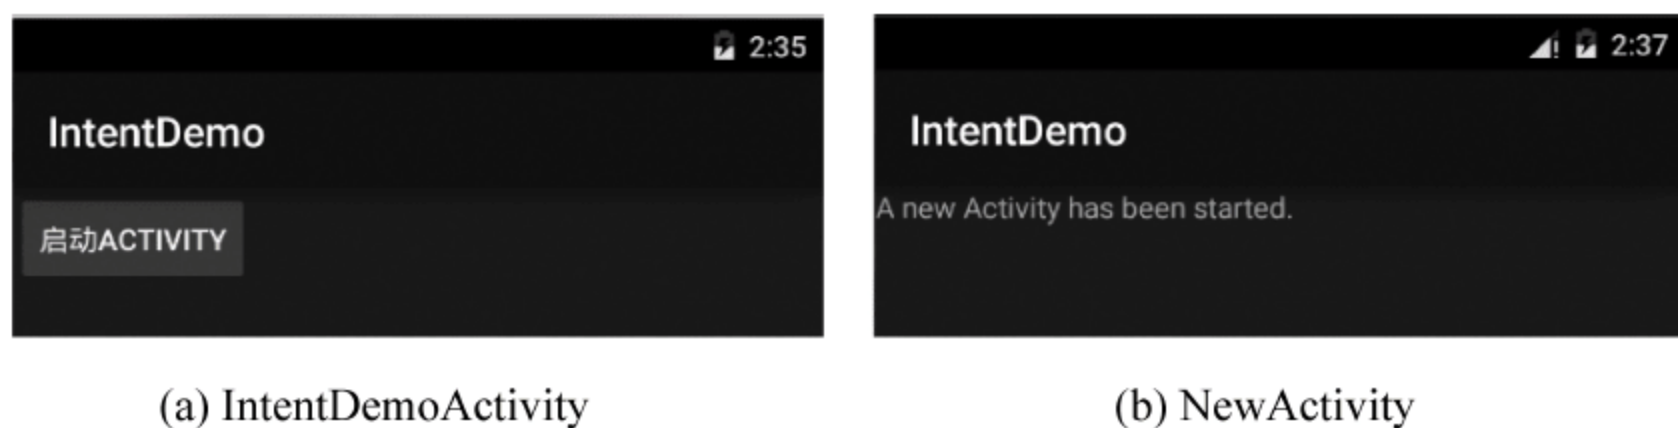 2:35
IntentDemo
启动ACTIVITY
(a) IntentDemoActivity
2:37
IntentDemo
A new Activity has been started.
(b) NewActivity